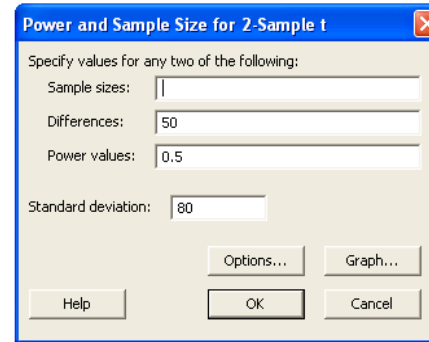 Power and Sample Size for 2-Sample t
Specify values for any two of the following:
Sample sizes:
Differences: 50
Power values: 0.5
Standard deviation: 80
Options... Graph...
Help OK Cancel